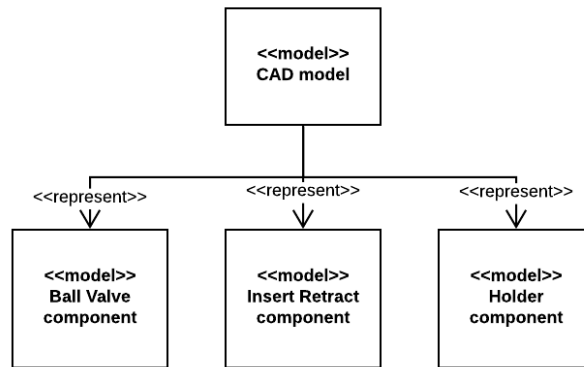 <<model>>
CAD model
<<represent>>
<<represent>>
<<represent>>
<<model>>
Ball Valve
component
<<model>>
Insert Retract
component
<<model>>
Holder
component